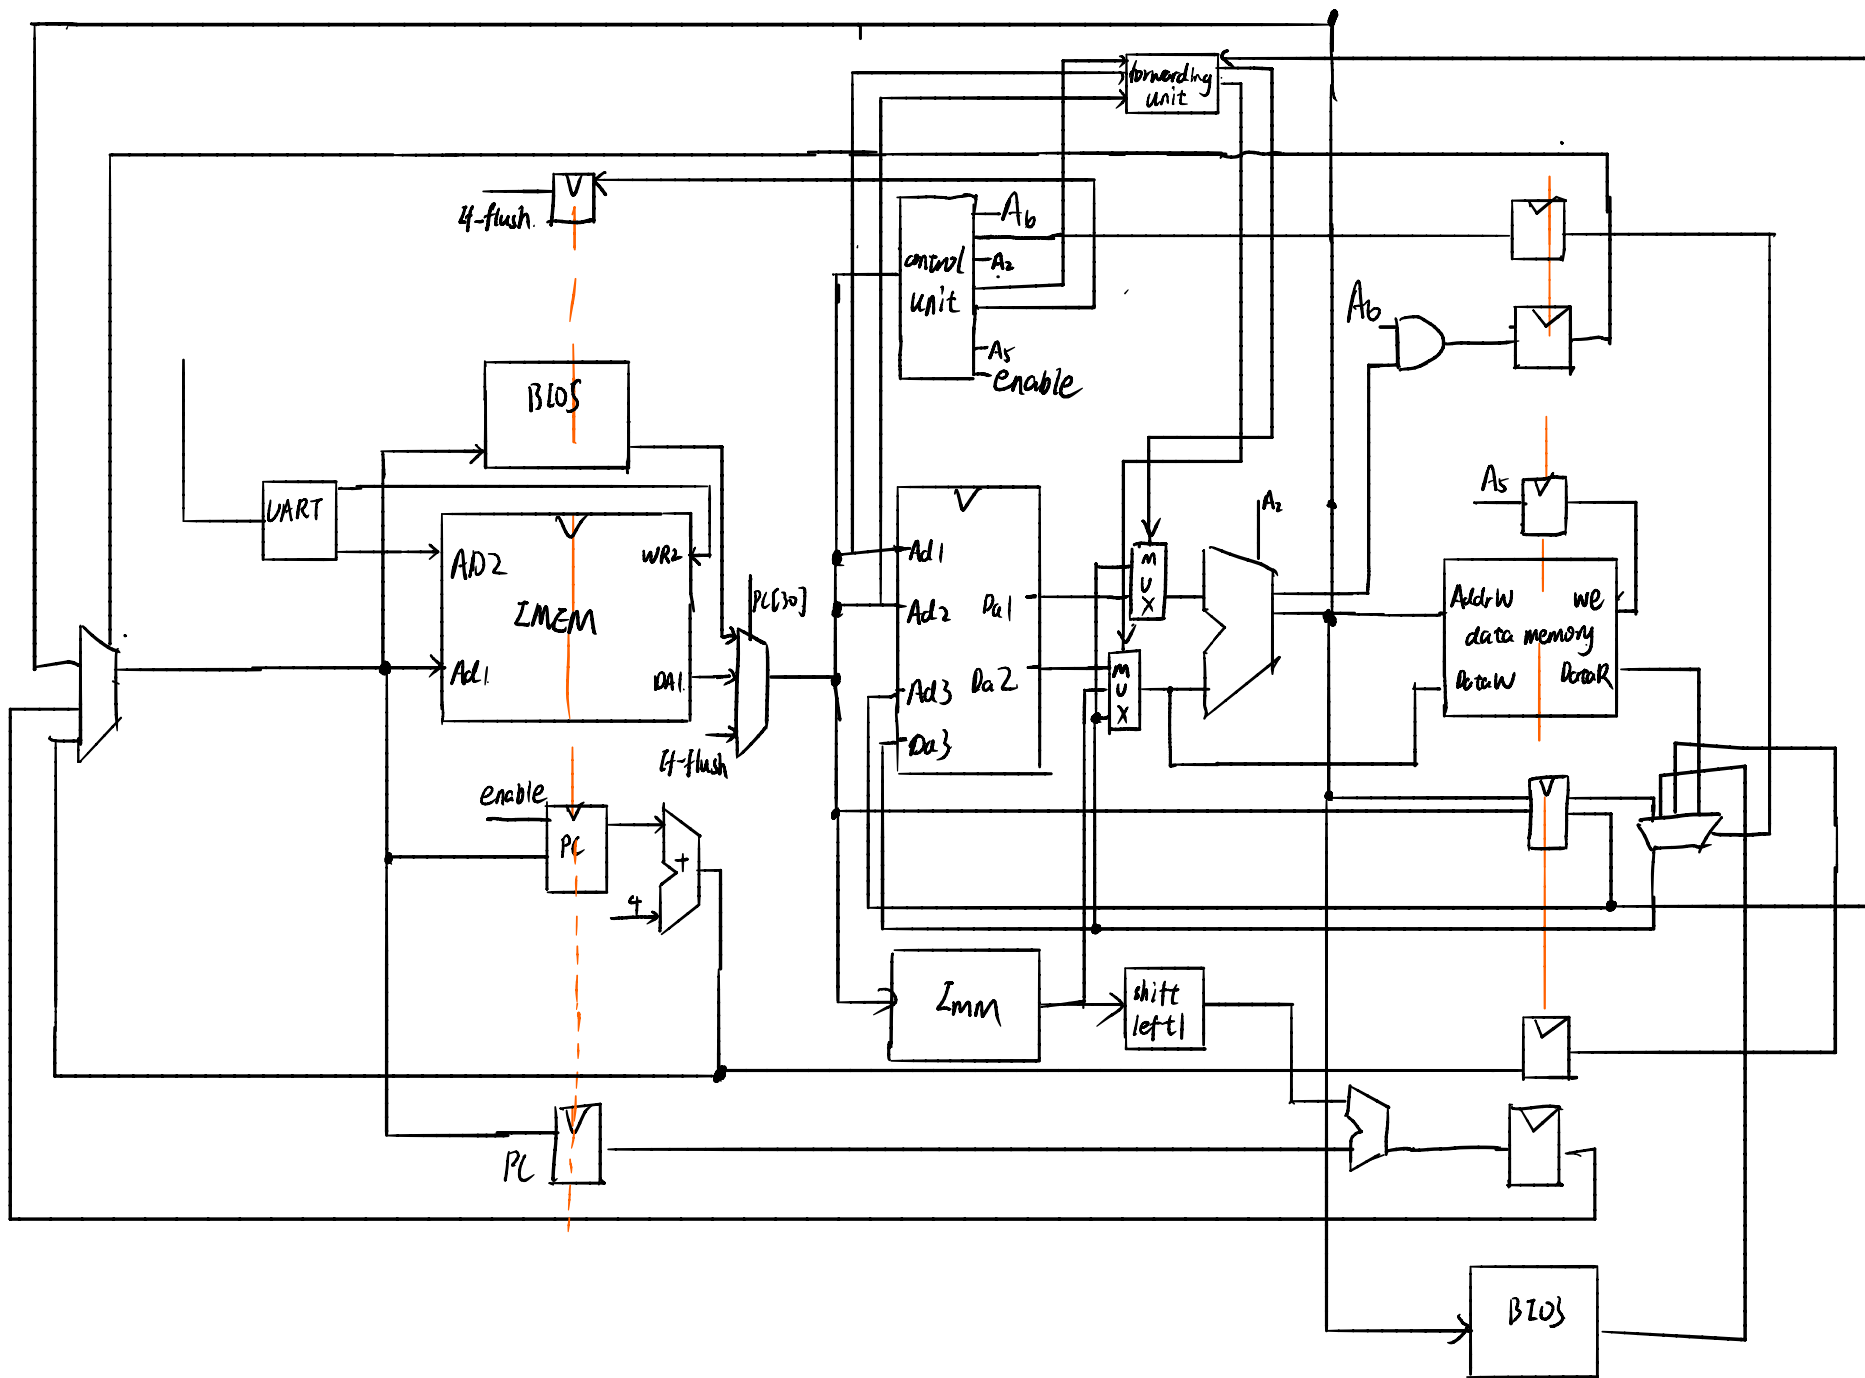 forwarding
unit
If-flush
A6
control
unit
A2
A5
enable
A6
BIOS
UART
AD2
WR2
IMEM
Ad1
DA1
PC[30]
If-flush
Ad1
Ad2
Da1
Ad3
Da2
Da3
M
U
X
M
U
X
A2
A5
AddrW
we
data memory
DataW
DataR
enable
PC
+
4
Imm
shift
left1
PC
BIOS